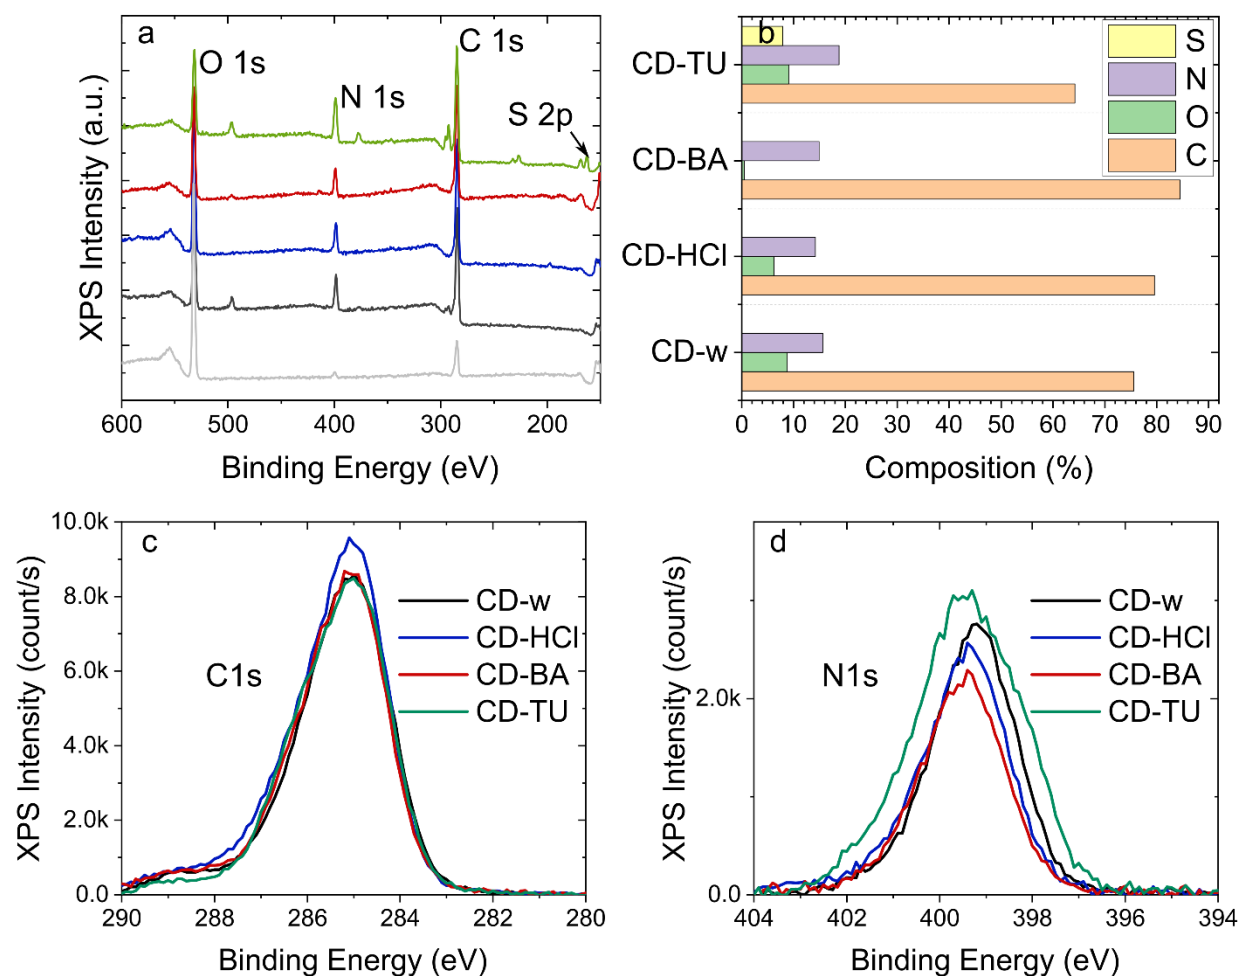 a
O 1s
C 1s
N 1s
S 2p
XPS Intensity (a.u.)
600 500 400 300 200
Binding Energy (eV)
b
S
N
O
C
CD-TU
CD-BA
CD-HCl
CD-w
0 10 20 30 40 50 60 70 80 90
Composition (%)
c
10.0k
8.0k
6.0k
4.0k
2.0k
0.0
XPS Intensity (count/s)
C1s
CD-w
CD-HCl
CD-BA
CD-TU
290 288 286 284 282 280
Binding Energy (eV)
d
2.0k
0.0
XPS Intensity (count/s)
N1s
CD-w
CD-HCl
CD-BA
CD-TU
404 402 400 398 396 394
Binding Energy (eV)